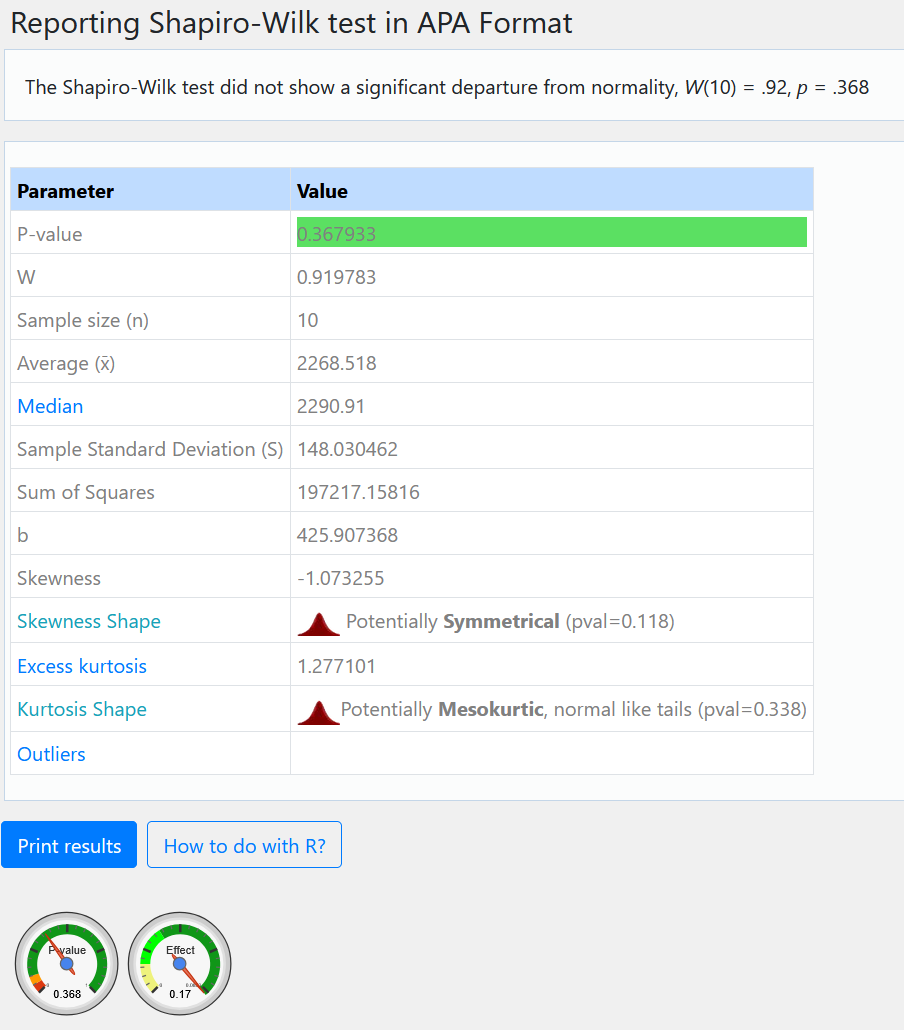 Reporting Shapiro-Wilk test in APA Format
The Shapiro-Wilk test did not show a significant departure from normality, W(10) = .92, p = .368
Parameter Value
P-value 0.367933
W 0.919783
Sample size (n) 10
Average (x̄) 2268.518
Median 2290.91
Sample Standard Deviation (S) 148.030462
Sum of Squares 197217.15816
b 425.907368
Skewness -1.073255
Skewness Shape Potentially Symmetrical (pval=0.118)
Excess kurtosis 1.277101
Kurtosis Shape Potentially Mesokurtic, normal like tails (pval=0.338)
Outliers
Print results How to do with R?
P-value Effect
0.368 0.17